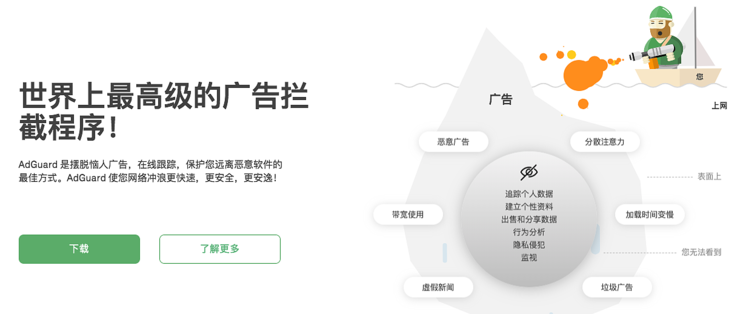 世界上最高级的广告拦
截程序！
AdGuard 是摆脱恼人广告，在线跟踪，保护您远离恶意软件的
最佳方式。AdGuard 使您网络冲浪更快速，更安全，更安逸！
下载
了解更多
您
上网
广告
恶意广告
分散注意力
表面上
追踪个人数据
建立个性资料
出售和分享数据
行为分析
隐私侵犯
监视
带宽使用
加载时间变慢
您无法看到
虚假新闻
垃圾广告